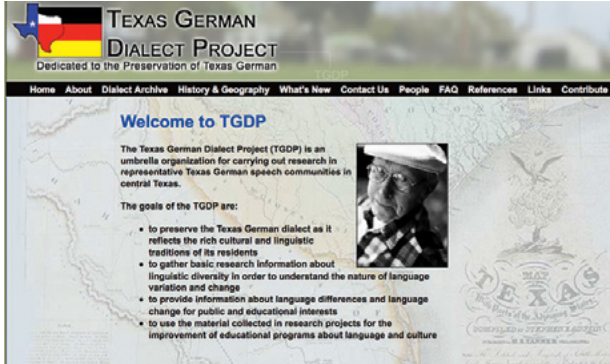 TEXAS GERMAN
DIALECT PROJECT
Dedicated to the Preservation of Texas German
TGDP
Home About Dialect Archive History & Geography What's New Contact Us People FAQ References Links Contribute
Welcome to TGDP
The Texas German Dialect Project (TGDP) is an
umbrella organization for carrying out research in
representative Texas German speech communities in
central Texas.
The goals of the TGDP are:
• to preserve the Texas German dialect as it
reflects the rich cultural and linguistic
traditions of its residents
• to gather basic research information about
linguistic diversity in order to understand the nature of language
variation and change
• to provide information about language differences and language
change for public and educational interests
• to use the material collected in research projects for the
improvement of educational programs about language and culture
MAP
TEXAS